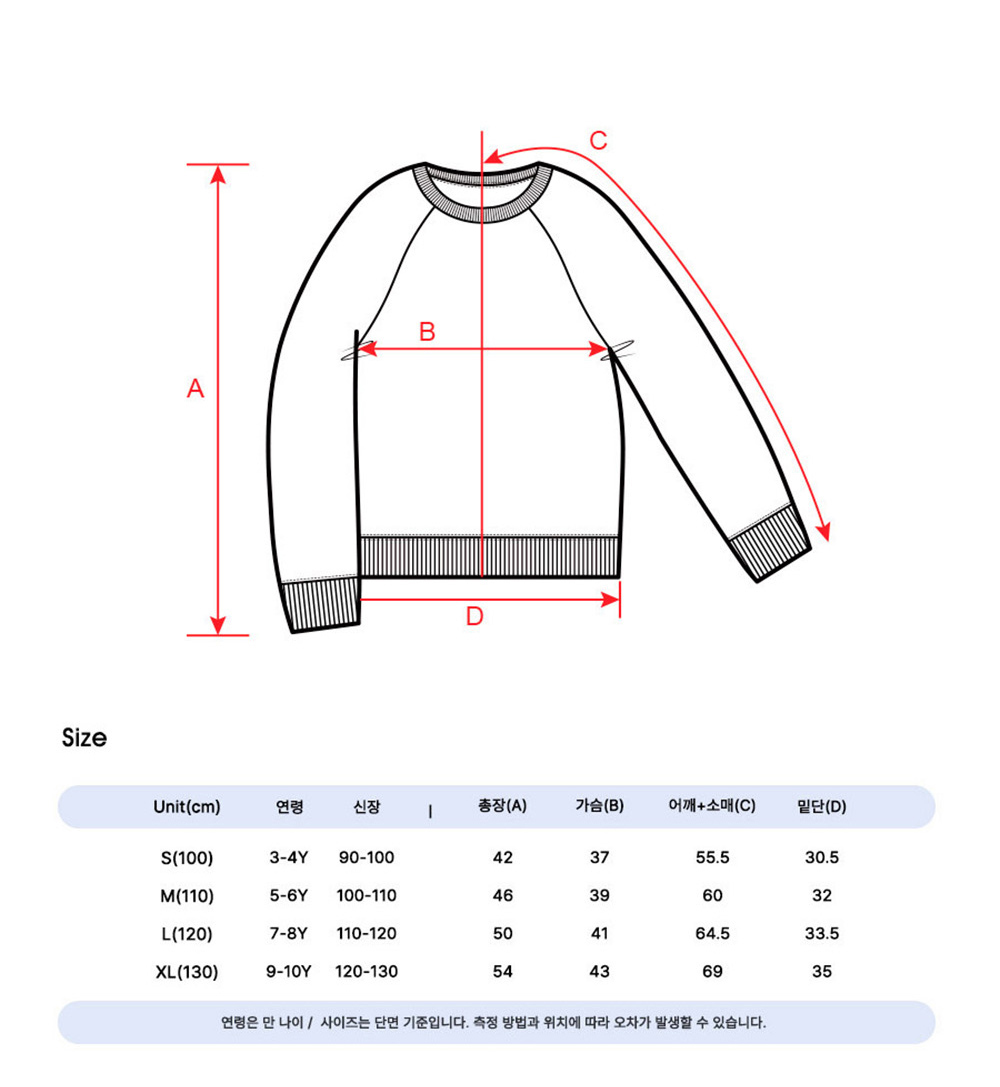 C
B
A
D
Size
Unit(cm) 연령 신장 | 총장(A) 가슴(B) 어깨+소매(C) 밑단(D)
S(100) 3-4Y 90-100 42 37 55.5 30.5
M(110) 5-6Y 100-110 46 39 60 32
L(120) 7-8Y 110-120 50 41 64.5 33.5
XL(130) 9-10Y 120-130 54 43 69 35
연령은 만 나이 / 사이즈는 단면 기준입니다. 측정 방법과 위치에 따라 오차가 발생할 수 있습니다.